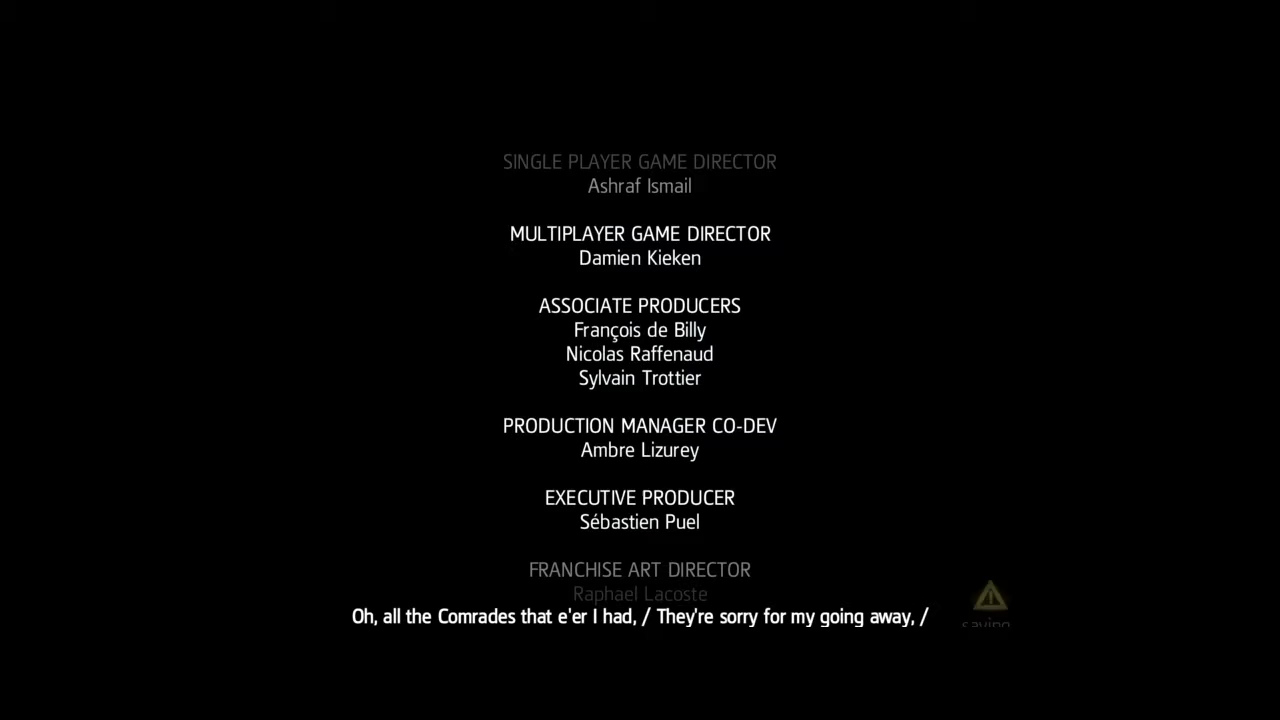 SINGLE PLAYER GAME DIRECTOR
Ashraf Ismail
MULTIPLAYER GAME DIRECTOR
Damien Kieken
ASSOCIATE PRODUCERS
François de Billy
Nicolas Raffenaud
Sylvain Trottier
PRODUCTION MANAGER CO-DEV
Ambre Lizurey
EXECUTIVE PRODUCER
Sébastien Puel
FRANCHISE ART DIRECTOR
Raphael Lacoste
Oh, all the Comrades that e'er I had, / They're sorry for my going away, /
saving